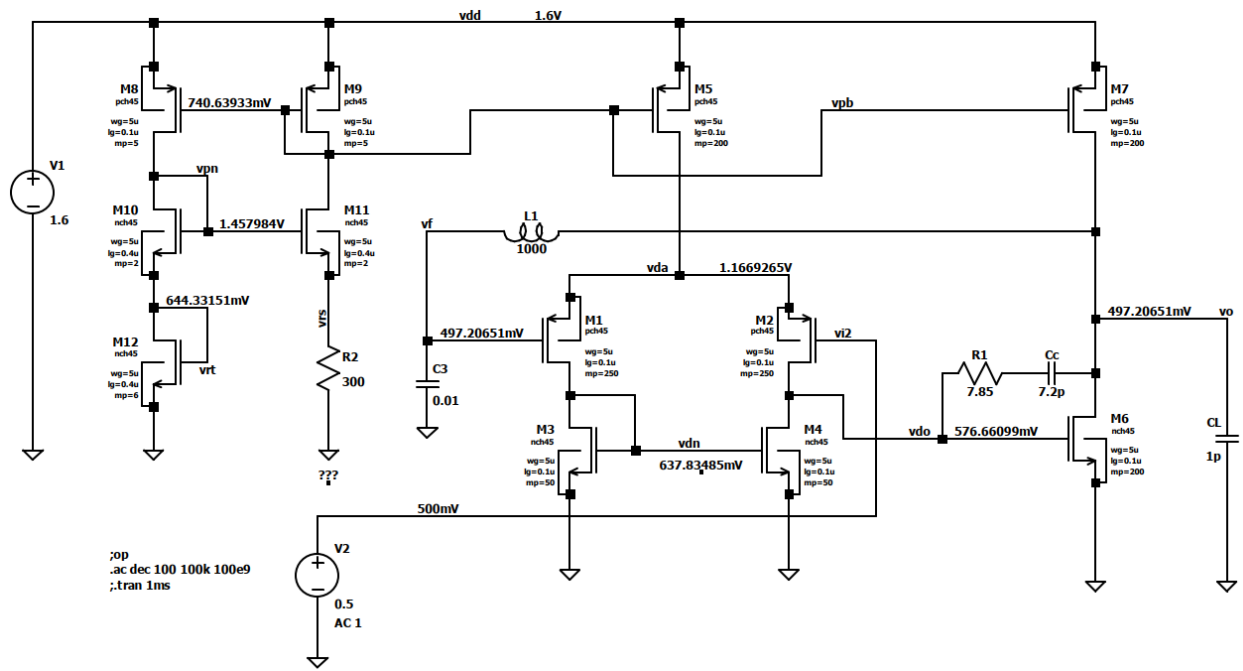 vdd 1.6V
M8
pch45
wg=5u
lg=0.1u
mp=5
740.63933mV
M9
pch45
wg=5u
lg=0.1u
mp=5
M5
pch45
wg=5u
lg=0.1u
mp=200
vpb
M7
pch45
wg=5u
lg=0.1u
mp=200
V1
1.6
vpn
M10
nch45
wg=5u
lg=0.4u
mp=2
1.457984V
M11
nch45
wg=5u
lg=0.4u
mp=2
vf
L1
1000
vda 1.1669265V
644.33151mV
M12
nch45
wg=5u
lg=0.4u
mp=6
vrt
vrs
R2
300
???
497.20651mV
M1
pch45
wg=5u
lg=0.1u
mp=250
M2
pch45
wg=5u
lg=0.1u
mp=250
vi2
497.20651mV vo
C3
0.01
R1
7.85
Cc
7.2p
M3
nch45
wg=5u
lg=0.1u
mp=50
vdn
637.83485mV
M4
nch45
wg=5u
lg=0.1u
mp=50
vdo 576.66099mV
M6
nch45
wg=5u
lg=0.1u
mp=200
CL
1p
500mV
V2
0.5
AC 1
;op
.ac dec 100 100k 100e9
;.tran 1ms